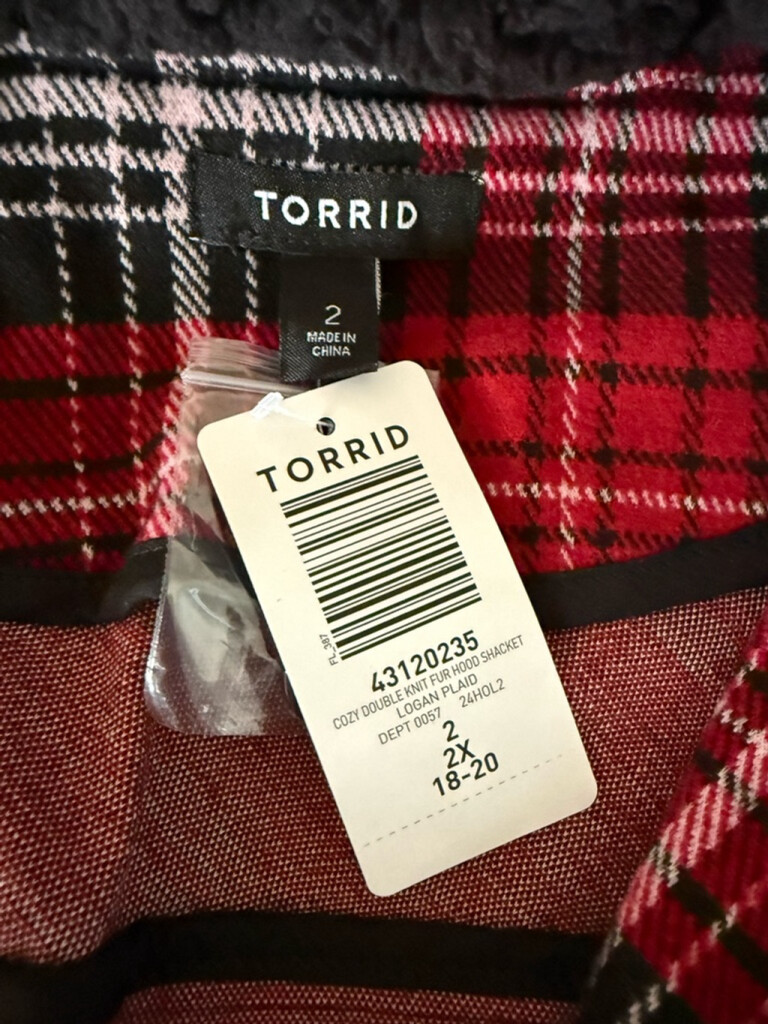 TORRID
2
MADE IN
CHINA
TORRID
FL_387
43120235
COZY DOUBLE KNIT FUR HOOD SHACKET
LOGAN PLAID
DEPT 0057 24HOL2
2
2X
18-20